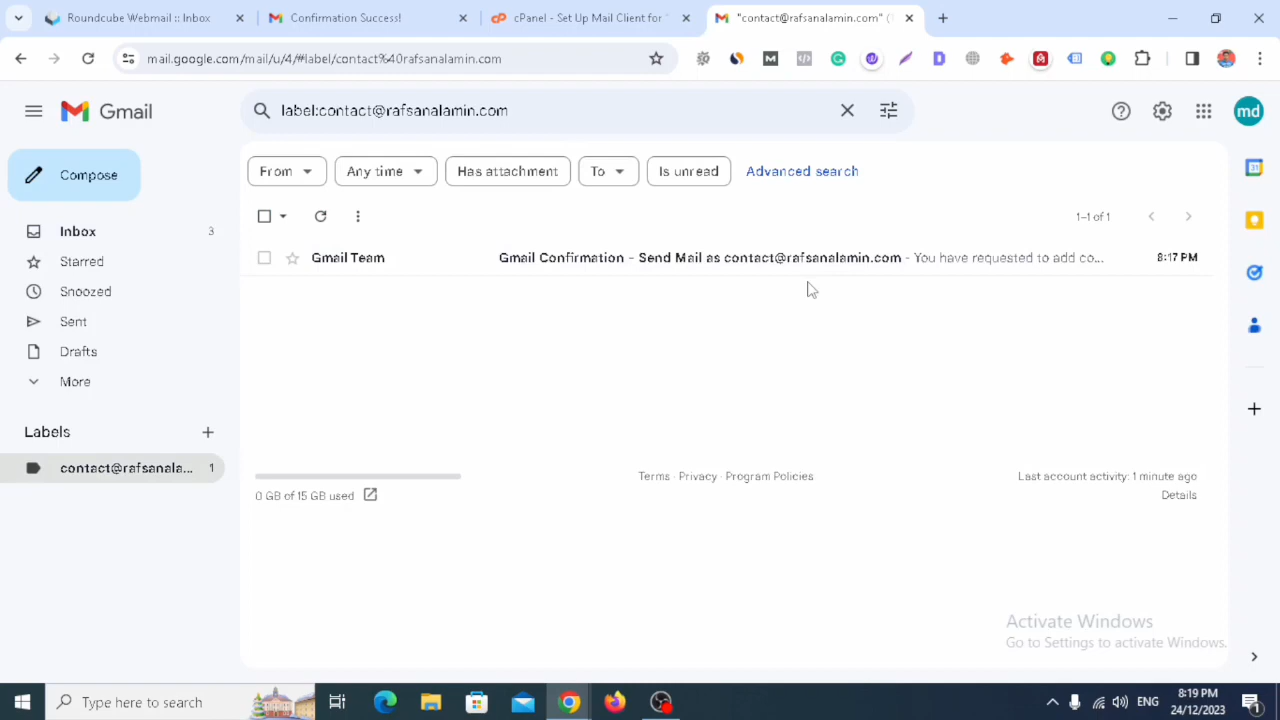 Roundcube Webmail :: Inbox
Confirmation Success!
cPanel - Set Up Mail Client for
"contact@rafsanalamin.com" (
mail.google.com/mail/u/4/#label/contact%40rafsanalamin.com
Gmail
label:contact@rafsanalamin.com
md
Compose
From
Any time
Has attachment
To
Is unread
Advanced search
1–1 of 1
Inbox 3
Starred
Snoozed
Sent
Drafts
More
Labels
contact@rafsanala... 1
Gmail Team Gmail Confirmation - Send Mail as contact@rafsanalamin.com - You have requested to add co... 8:17 PM
0 GB of 15 GB used
Terms · Privacy · Program Policies
Last account activity: 1 minute ago
Details
Activate Windows
Go to Settings to activate Windows.
Type here to search
ENG
8:19 PM
24/12/2023
1